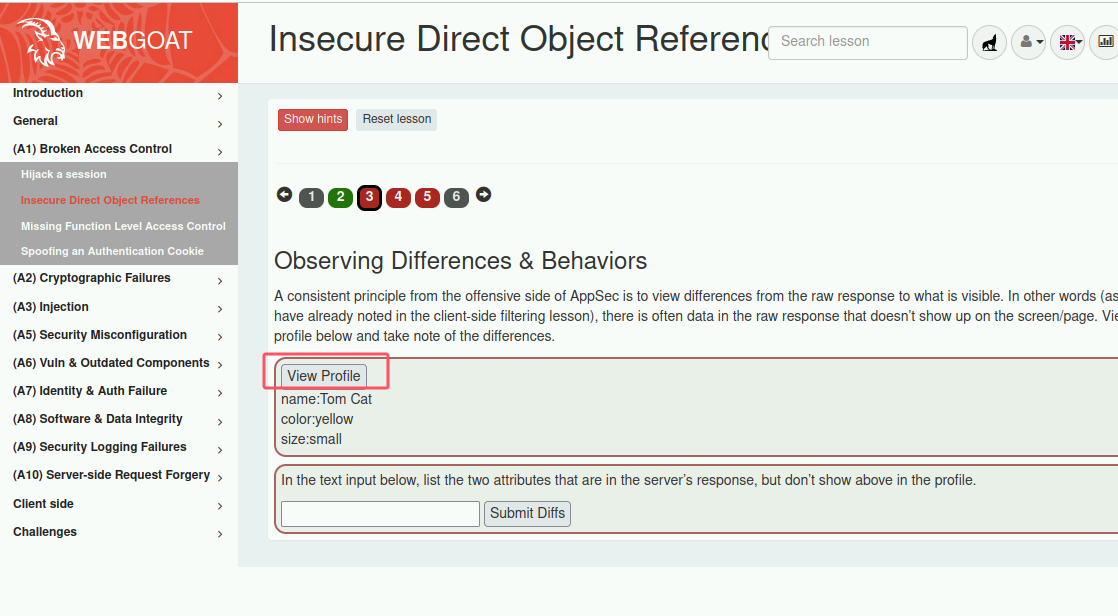 WEBGOAT
Insecure Direct Object Referenc
Search lesson
Introduction
General
(A1) Broken Access Control
Hijack a session
Insecure Direct Object References
Missing Function Level Access Control
Spoofing an Authentication Cookie
(A2) Cryptographic Failures
(A3) Injection
(A5) Security Misconfiguration
(A6) Vuln & Outdated Components
(A7) Identity & Auth Failure
(A8) Software & Data Integrity
(A9) Security Logging Failures
(A10) Server-side Request Forgery
Client side
Challenges
Show hints Reset lesson
1 2 3 4 5 6
Observing Differences & Behaviors
A consistent principle from the offensive side of AppSec is to view differences from the raw response to what is visible. In other words (as
have already noted in the client-side filtering lesson), there is often data in the raw response that doesn't show up on the screen/page. Vie
profile below and take note of the differences.
View Profile
name:Tom Cat
color:yellow
size:small
In the text input below, list the two attributes that are in the server's response, but don't show above in the profile.
Submit Diffs